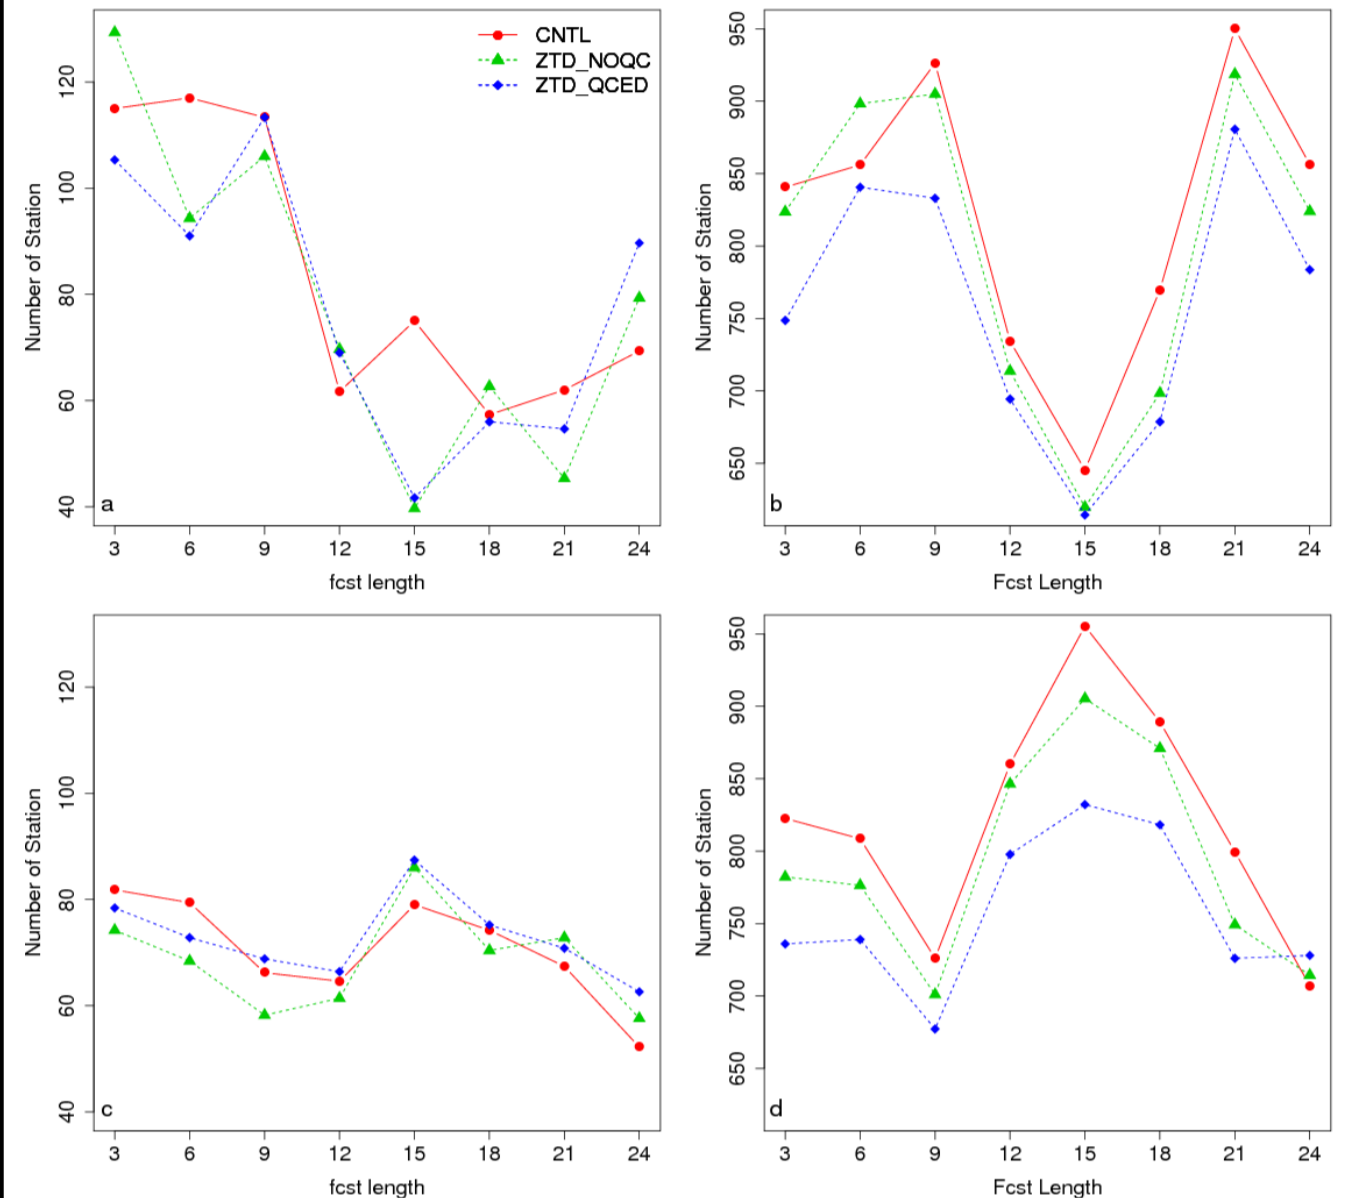 CNTL
ZTD_NOQC
ZTD_QCED
Number of Station
120
100
80
60
40
a
3 6 9 12 15 18 21 24
fcst length
Number of Station
950
900
850
800
750
700
650
b
3 6 9 12 15 18 21 24
Fcst Length
Number of Station
120
100
80
60
40
c
3 6 9 12 15 18 21 24
fcst length
Number of Station
950
900
850
800
750
700
650
d
3 6 9 12 15 18 21 24
Fcst Length